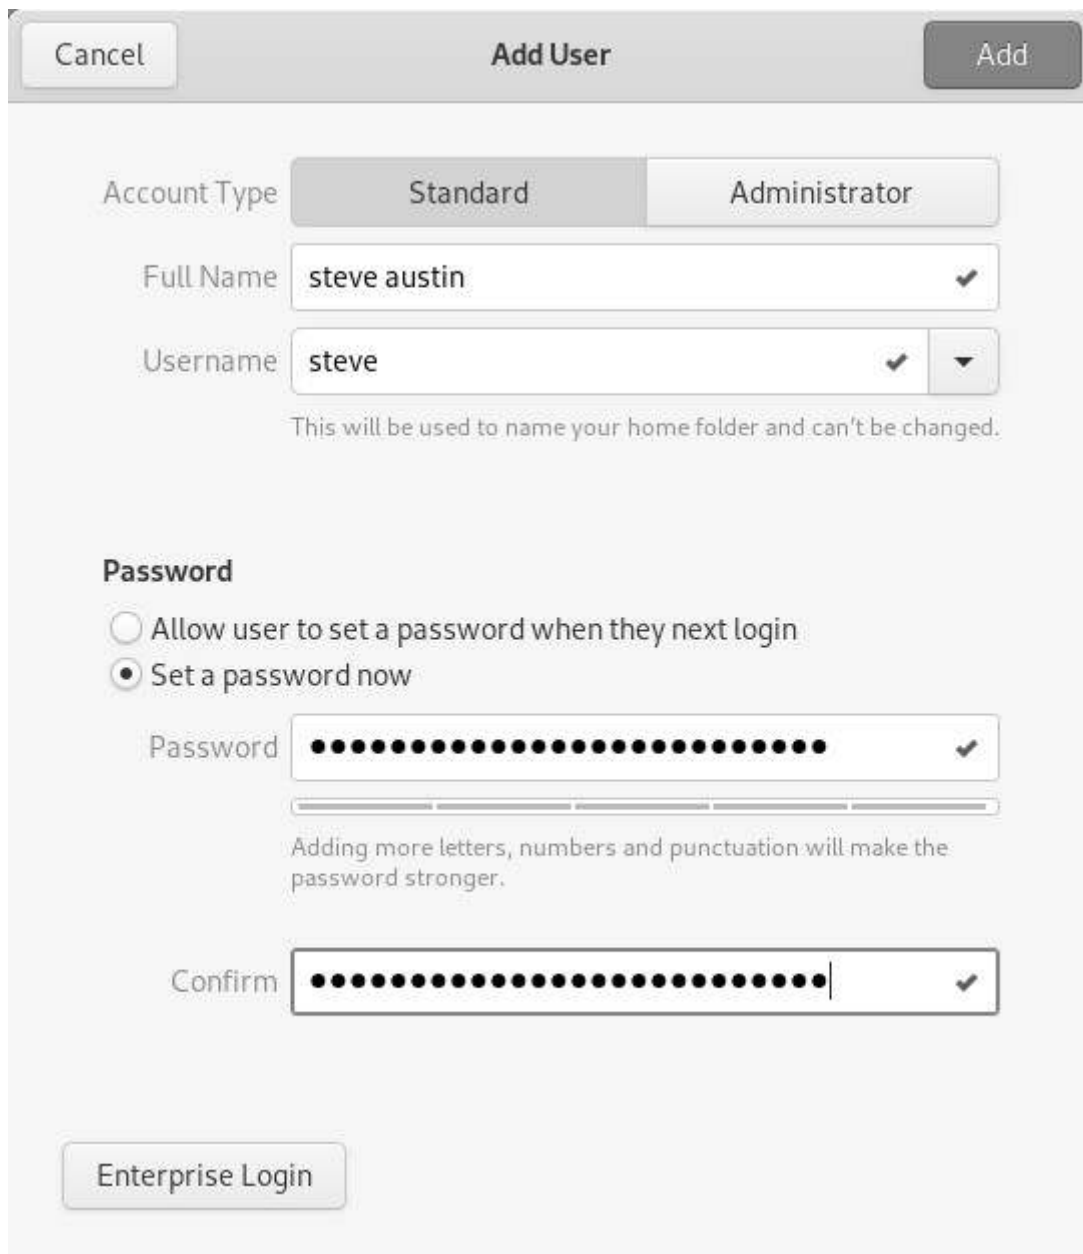 Cancel Add User Add
Account Type Standard Administrator
Full Name steve austin ✔
Username steve ✔
This will be used to name your home folder and can't be changed.
Password
Allow user to set a password when they next login
Set a password now
Password ●●●●●●●●●●●●●●●●●●●●●●●●●● ✔
Adding more letters, numbers and punctuation will make the
password stronger.
Confirm ●●●●●●●●●●●●●●●●●●●●●●●●●● ✔
Enterprise Login